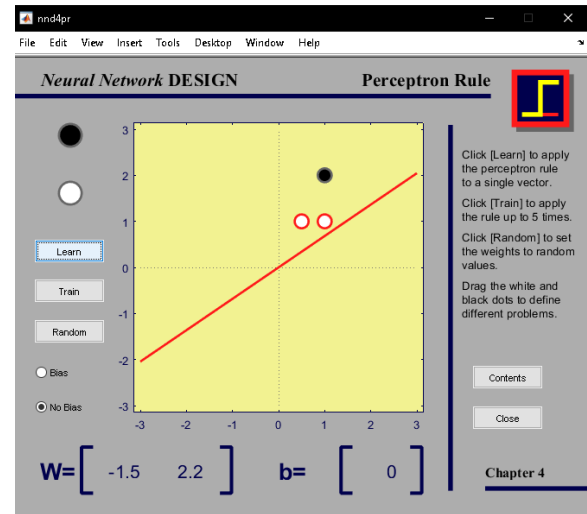 nnd4pr
File Edit View Insert Tools Desktop Window Help
Neural Network DESIGN
Perceptron Rule
Click [Learn] to apply
the perceptron rule
to a single vector.
Click [Train] to apply
the rule up to 5 times.
Click [Random] to set
the weights to random
values.
Drag the white and
black dots to define
different problems.
Learn
Train
Random
Bias
No Bias
3
2
1
0
-1
-2
-3
-3 -2 -1 0 1 2 3
Contents
Close
W= [ -1.5 2.2 ] b= [ 0 ]
Chapter 4